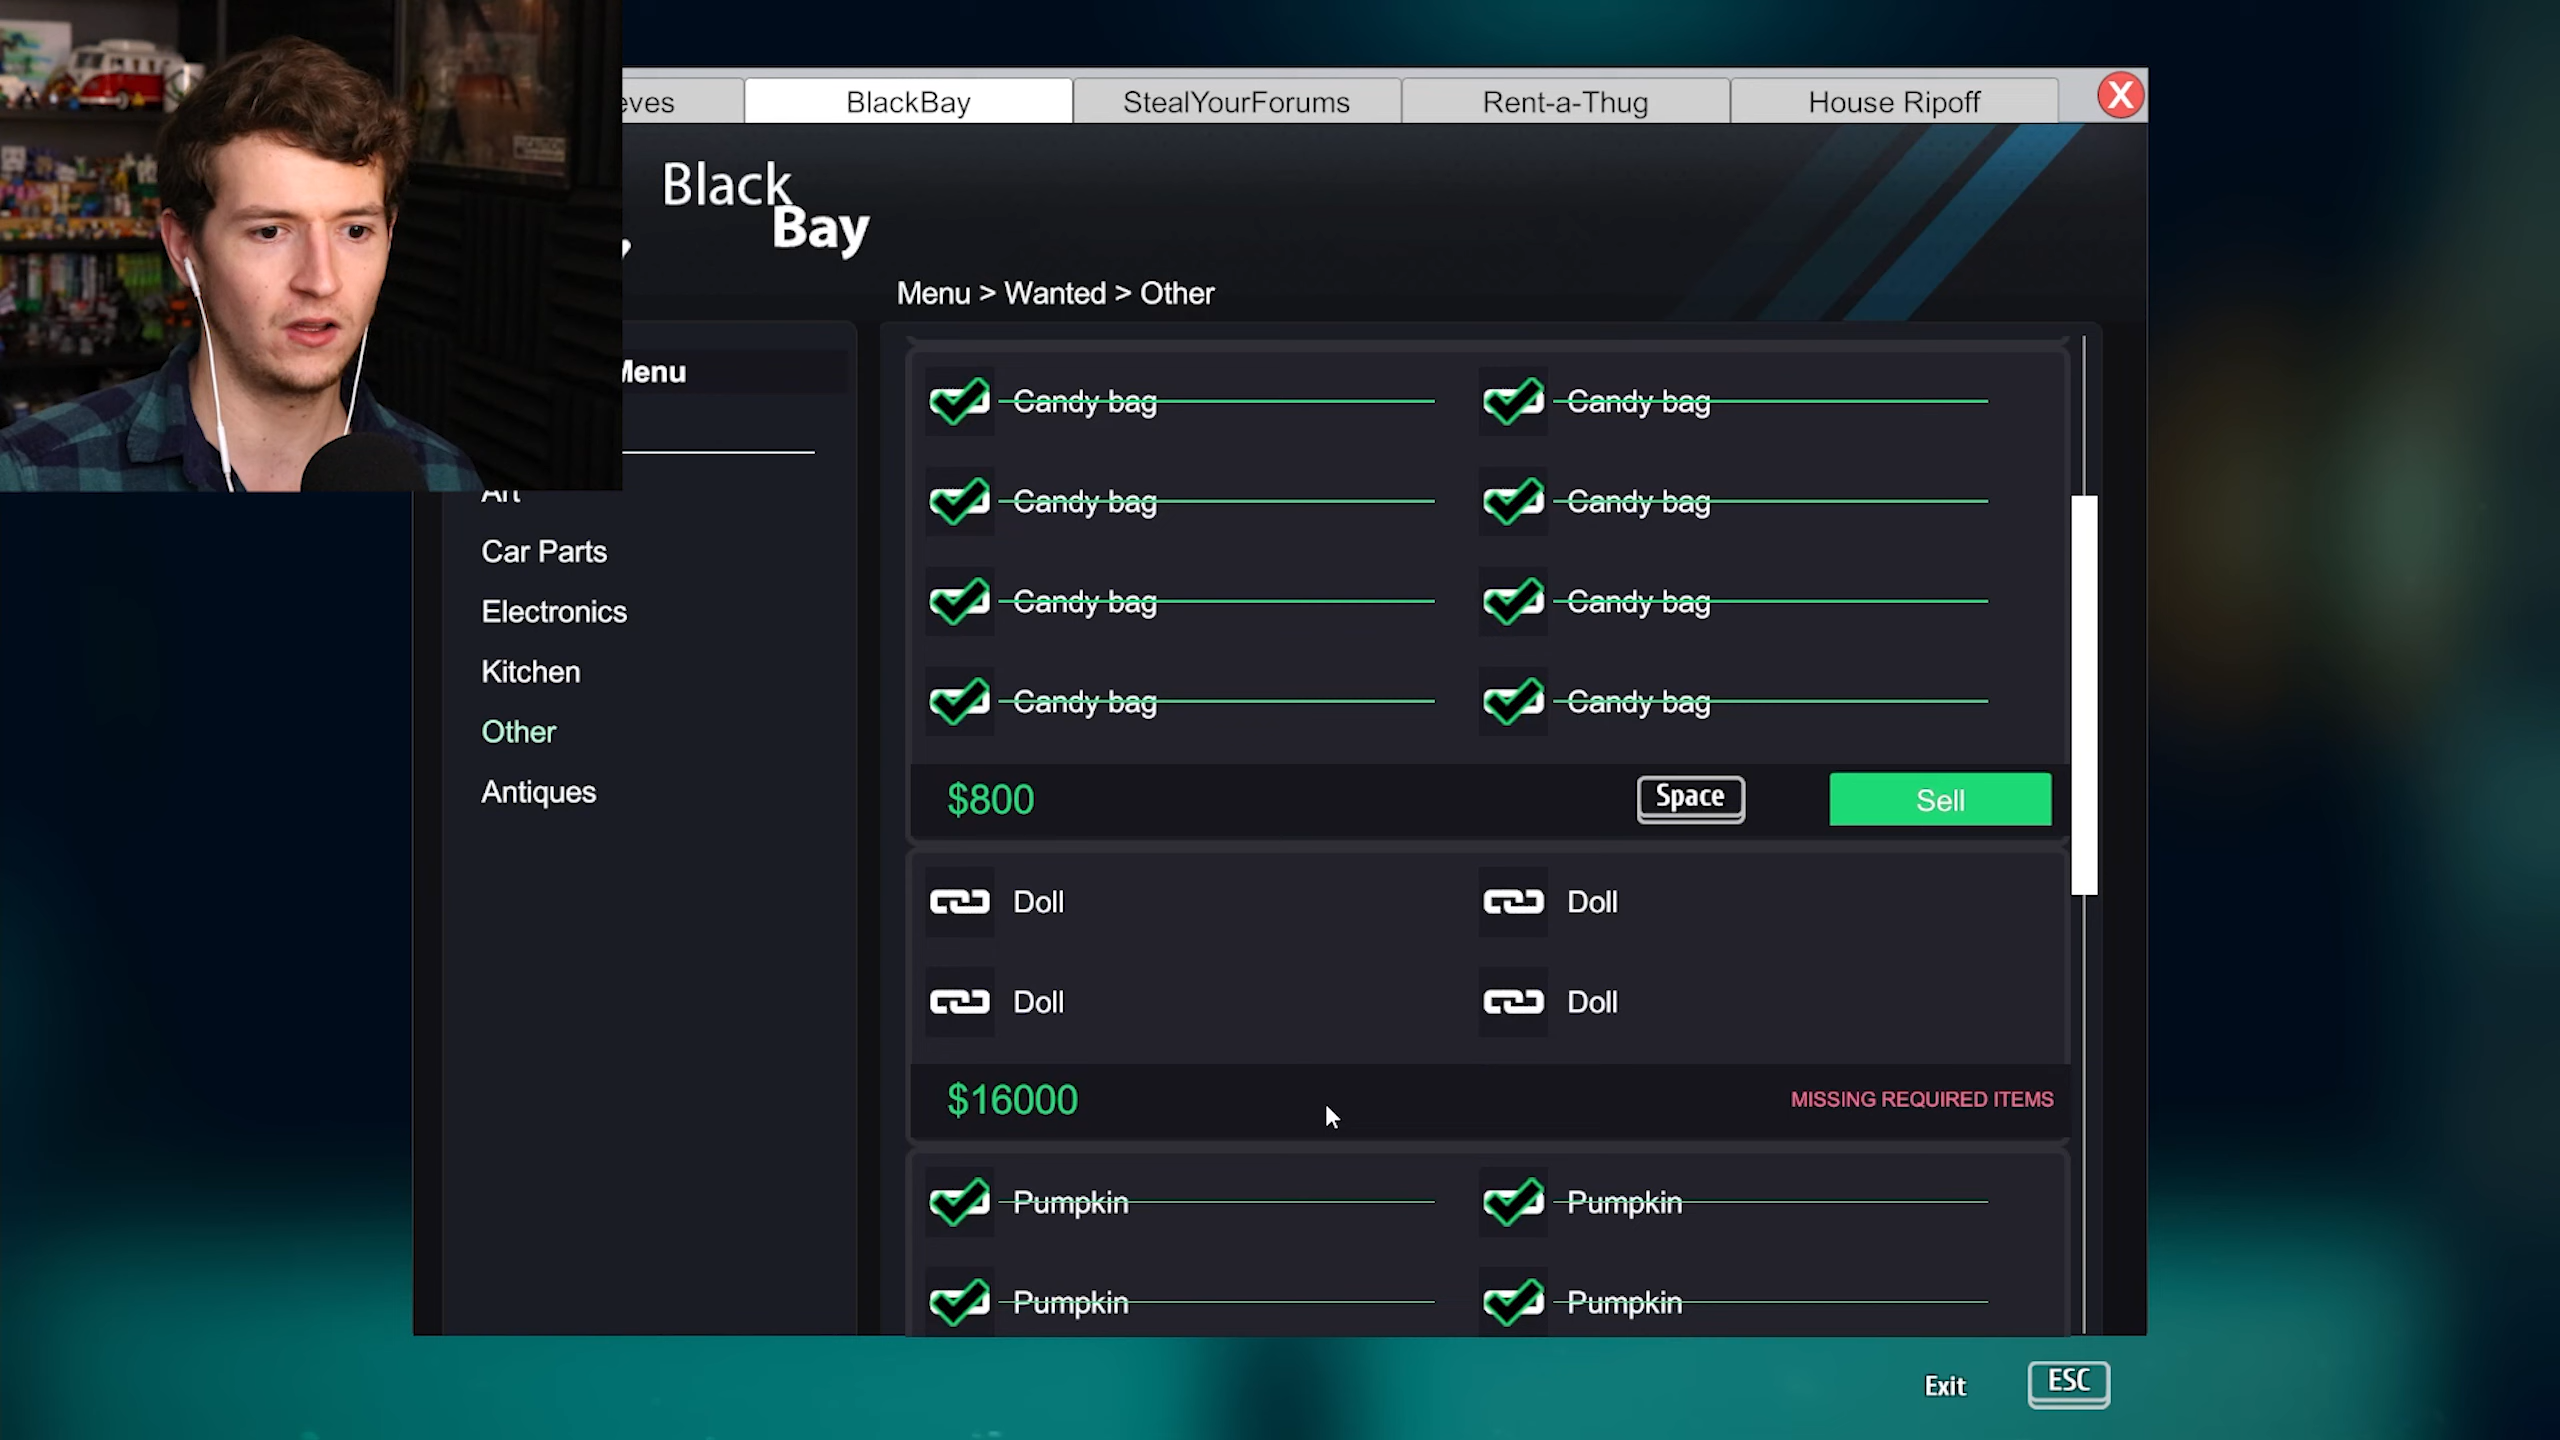 BlackBay
StealYourForums
Rent-a-Thug
House Ripoff
X
Black
Bay
Menu > Wanted > Other
Menu
Art
Car Parts
Electronics
Kitchen
Other
Antiques
Candy bag
Candy bag
Candy bag
Candy bag
Candy bag
Candy bag
Candy bag
Candy bag
$800
Space
Sell
Doll
Doll
Doll
Doll
$16000
MISSING REQUIRED ITEMS
Pumpkin
Pumpkin
Pumpkin
Pumpkin
Exit
ESC